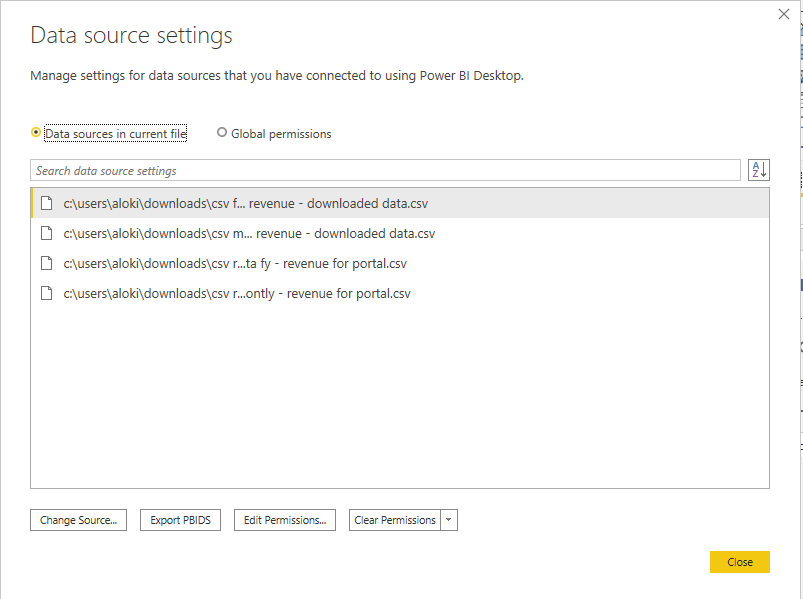 Data source settings
Manage settings for data sources that you have connected to using Power BI Desktop.
Data sources in current file
Global permissions
Search data source settings
A
Z
c:\users\aloki\downloads\csv f... revenue - downloaded data.csv
c:\users\aloki\downloads\csv m... revenue - downloaded data.csv
c:\users\aloki\downloads\csv r...ta fy - revenue for portal.csv
c:\users\aloki\downloads\csv r...ontly - revenue for portal.csv
Change Source...
Export PBIDS
Edit Permissions...
Clear Permissions
Close